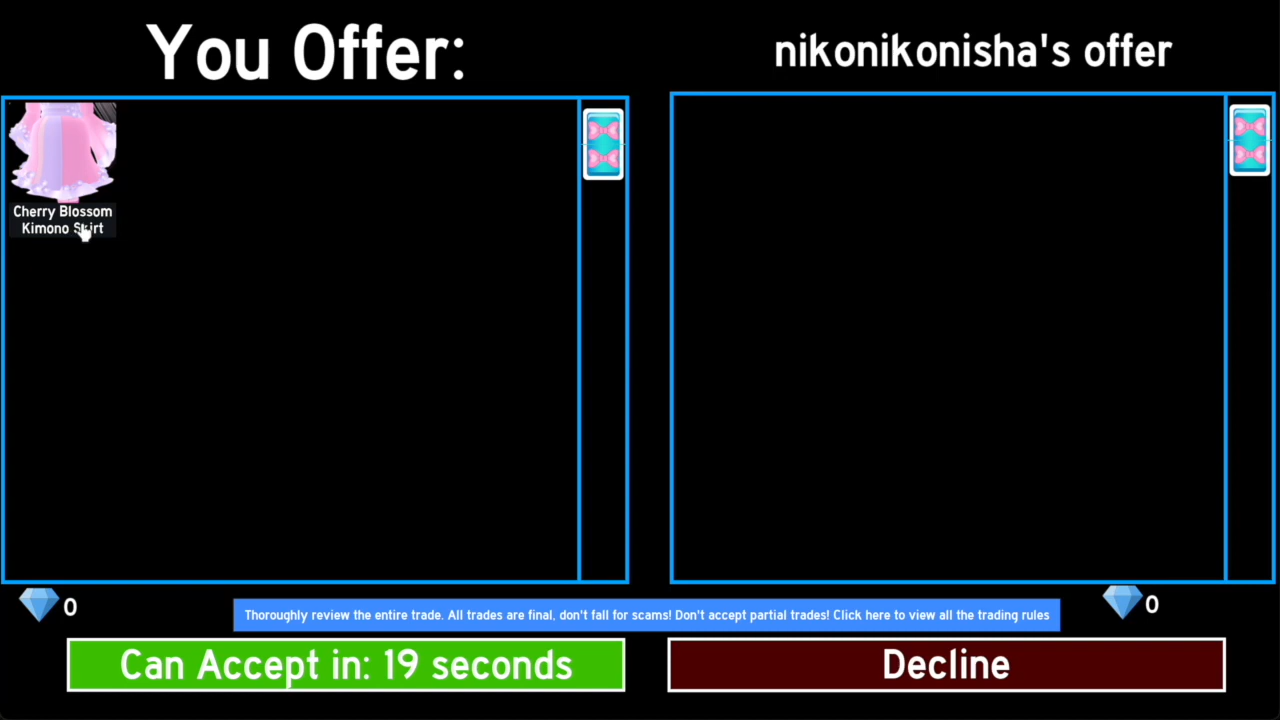 You Offer:
nikonikonisha's offer
Cherry Blossom
Kimono Skirt
0
0
Thoroughly review the entire trade. All trades are final, don't fall for scams! Don't accept partial trades! Click here to view all the trading rules
Can Accept in: 19 seconds
Decline